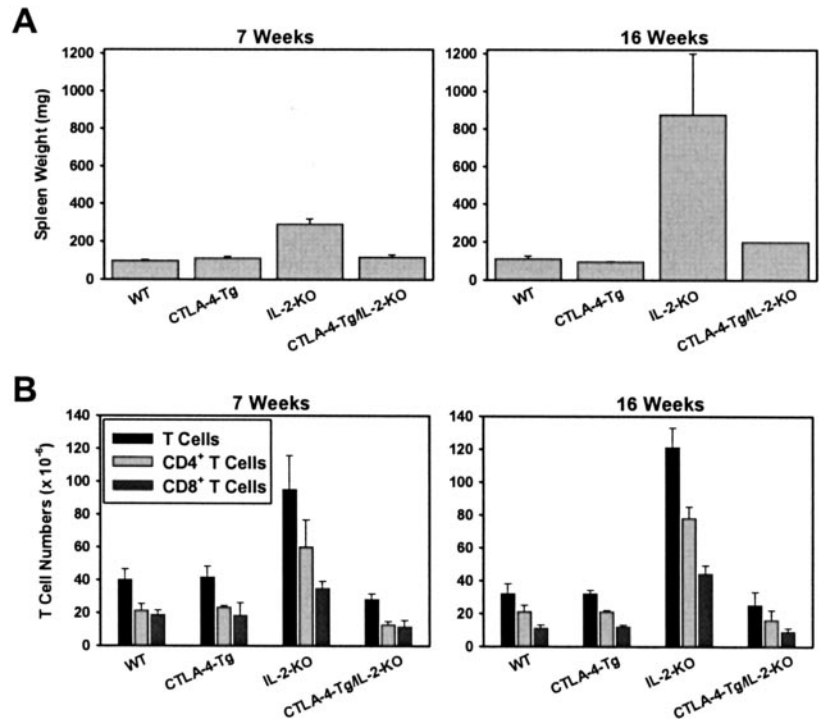 A
7 Weeks
16 Weeks
Spleen Weight (mg)
1200
1000
800
600
400
200
0
1200
1000
800
600
400
200
0
WT
CTLA-4-Tg
IL-2-KO
CTLA-4-Tg/IL-2-KO
WT
CTLA-4-Tg
IL-2-KO
CTLA-4-Tg/IL-2-KO
B
7 Weeks
16 Weeks
T Cell Numbers (x 10⁻⁶)
140
120
100
80
60
40
20
0
T Cells
CD4⁺ T Cells
CD8⁺ T Cells
140
120
100
80
60
40
20
0
WT
CTLA-4-Tg
IL-2-KO
CTLA-4-Tg/IL-2-KO
WT
CTLA-4-Tg
IL-2-KO
CTLA-4-Tg/IL-2-KO